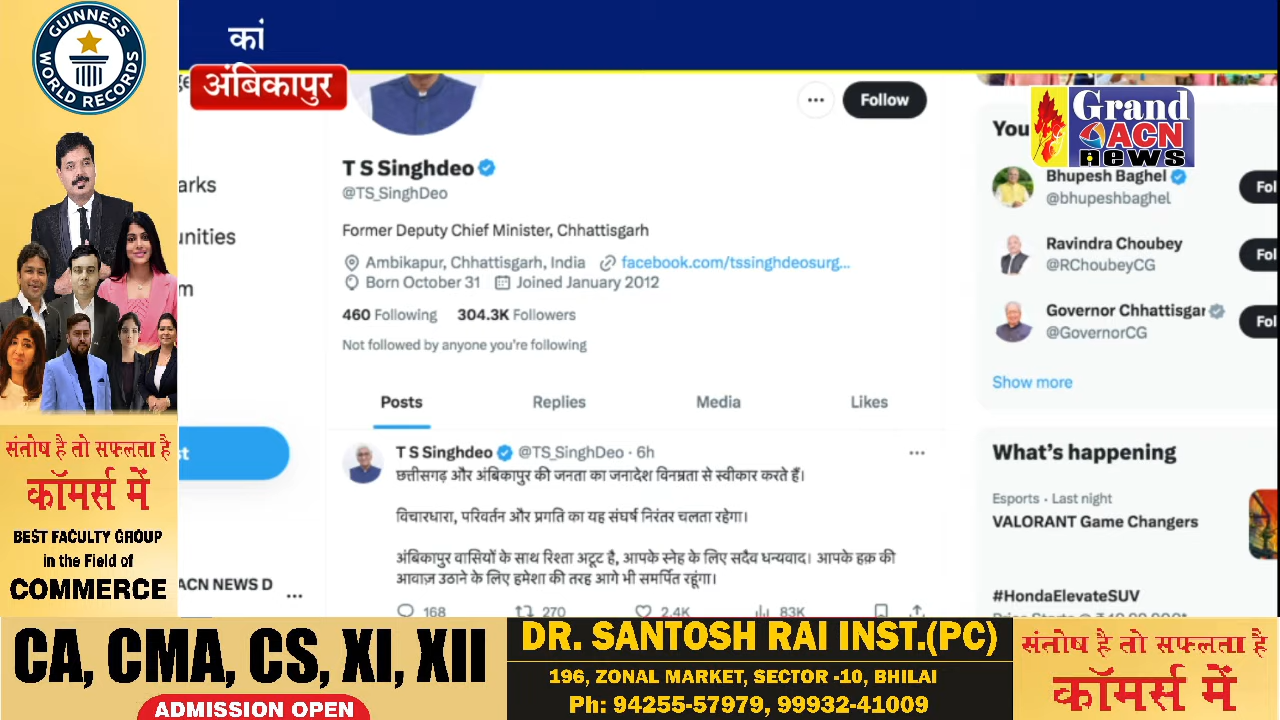 GUINNESS
WORLD RECORDS
कां
अंबिकापुर
Follow
Grand
ACN
news
You
T S Singhdeo
@TS_SinghDeo
Former Deputy Chief Minister, Chhattisgarh
Ambikapur, Chhattisgarh, India facebook.com/tssinghdeosurg...
Born October 31 Joined January 2012
460 Following 304.3K Followers
Not followed by anyone you're following
Posts Replies Media Likes
T S Singhdeo @TS_SinghDeo · 6h
छत्तीसगढ़ और अंबिकापुर की जनता का जनादेश विनम्रता से स्वीकार करते हैं।
विचारधारा, परिवर्तन और प्रगति का यह संघर्ष निरंतर चलता रहेगा।
अंबिकापुर वासियों के साथ रिश्ता अटूट है, आपके स्नेह के लिए सदैव धन्यवाद। आपके हक़ की
आवाज़ उठाने के लिए हमेशा की तरह आगे भी समर्पित रहूंगा।
168 270 2.4K 83K
arks
unities
m
st
ACN NEWS D
Bhupesh Baghel
@bhupeshbaghel
Fol
Ravindra Choubey
@RChoubeyCG
Fol
Governor Chhattisgar
@GovernorCG
Fol
Show more
What's happening
Esports · Last night
VALORANT Game Changers
#HondaElevateSUV
संतोष है तो सफलता है
कॉमर्स में
BEST FACULTY GROUP
in the Field of
COMMERCE
CA, CMA, CS, XI, XII
ADMISSION OPEN
DR. SANTOSH RAI INST.(PC)
196, ZONAL MARKET, SECTOR -10, BHILAI
Ph: 94255-57979, 99932-41009
संतोष है तो सफलता है
कॉमर्स में